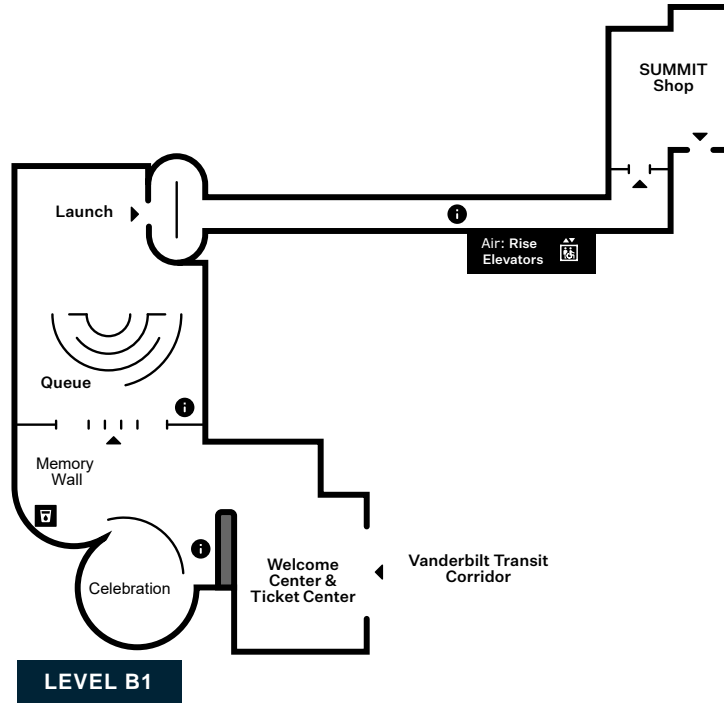 SUMMIT
Shop
Launch
Air: Rise
Elevators
Queue
Memory
Wall
Welcome
Center &
Ticket Center
Vanderbilt Transit
Corridor
Celebration
LEVEL B1